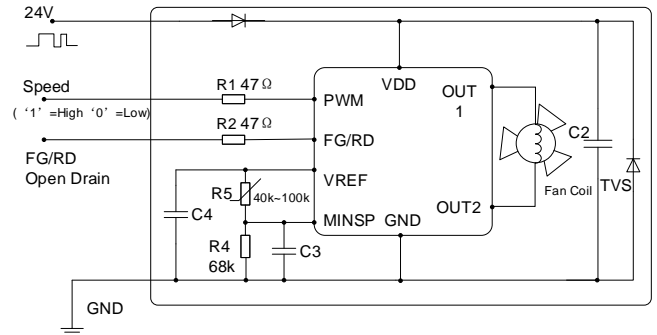 24V
Speed
( ‘1’ =High ‘0’ =Low)
FG/RD
Open Drain
R1 47Ω
R2 47Ω
PWM
FG/RD
VREF
MINSP
GND
VDD
OUT
1
OUT2
R5
40k~100k
C4
R4
68k
C3
Fan Coil
C2
TVS
GND